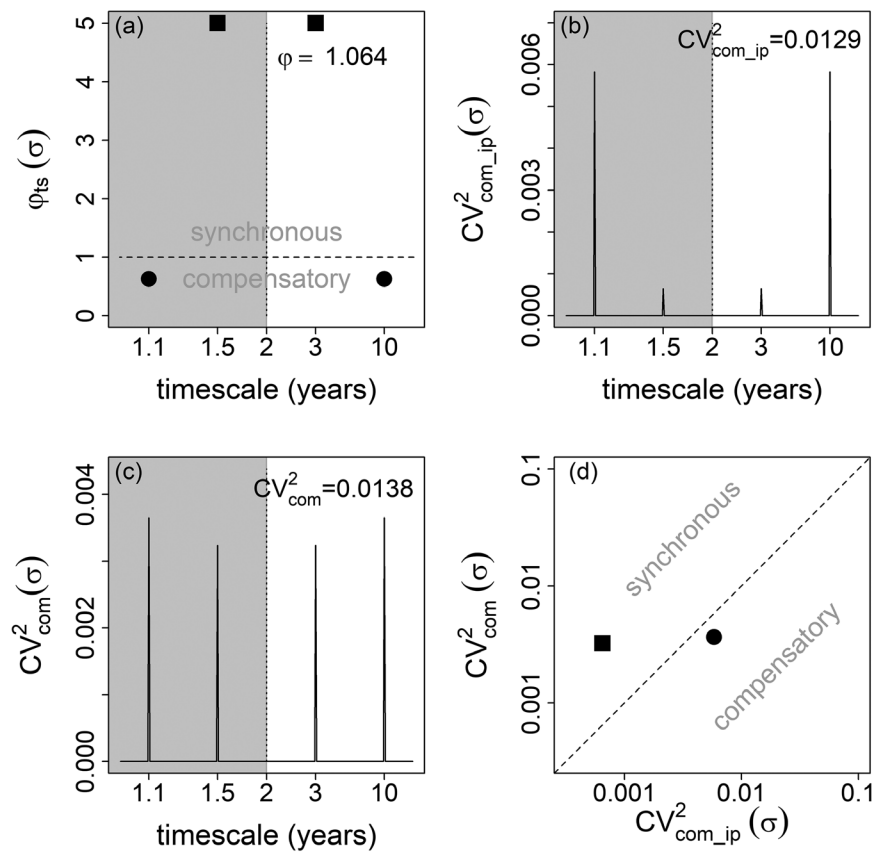 (a)
φ = 1.064
synchronous
compensatory
φts (σ)
0 1 2 3 4 5
1.1 1.5 2 3 10
timescale (years)
(b)
CV²com_ip=0.0129
CV²com_ip(σ)
0.000 0.003 0.006
1.1 1.5 2 3 10
timescale (years)
(c)
CV²com=0.0138
CV²com(σ)
0.000 0.002 0.004
1.1 1.5 2 3 10
timescale (years)
(d)
synchronous
compensatory
CV²com (σ)
0.001 0.01 0.1
0.001 0.01 0.1
CV²com_ip (σ)